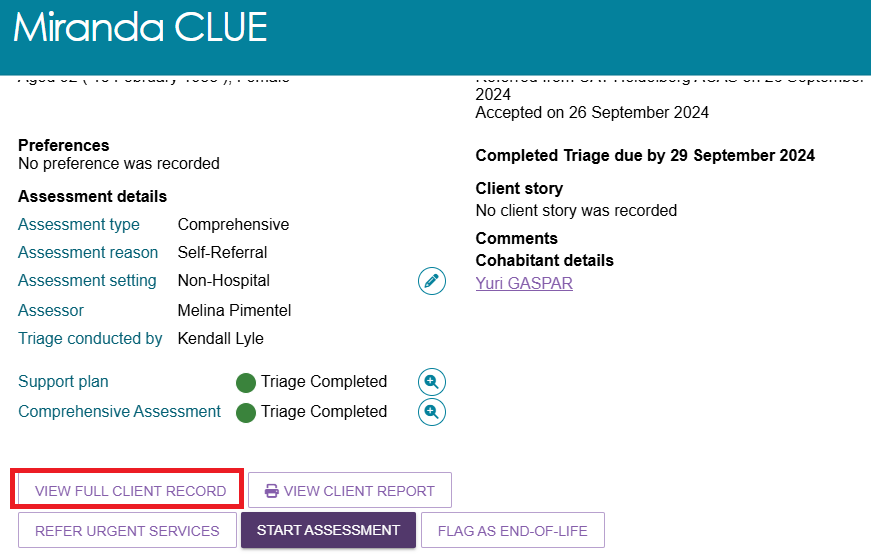 Miranda CLUE
2024
Accepted on 26 September 2024
Preferences
No preference was recorded
Completed Triage due by 29 September 2024
Assessment details
Client story
Assessment type Comprehensive
No client story was recorded
Assessment reason Self-Referral
Comments
Assessment setting Non-Hospital
Cohabitant details
Yuri GASPAR
Assessor Melina Pimentel
Triage conducted by Kendall Lyle
Support plan Triage Completed
Comprehensive Assessment Triage Completed
VIEW FULL CLIENT RECORD VIEW CLIENT REPORT
REFER URGENT SERVICES START ASSESSMENT FLAG AS END-OF-LIFE